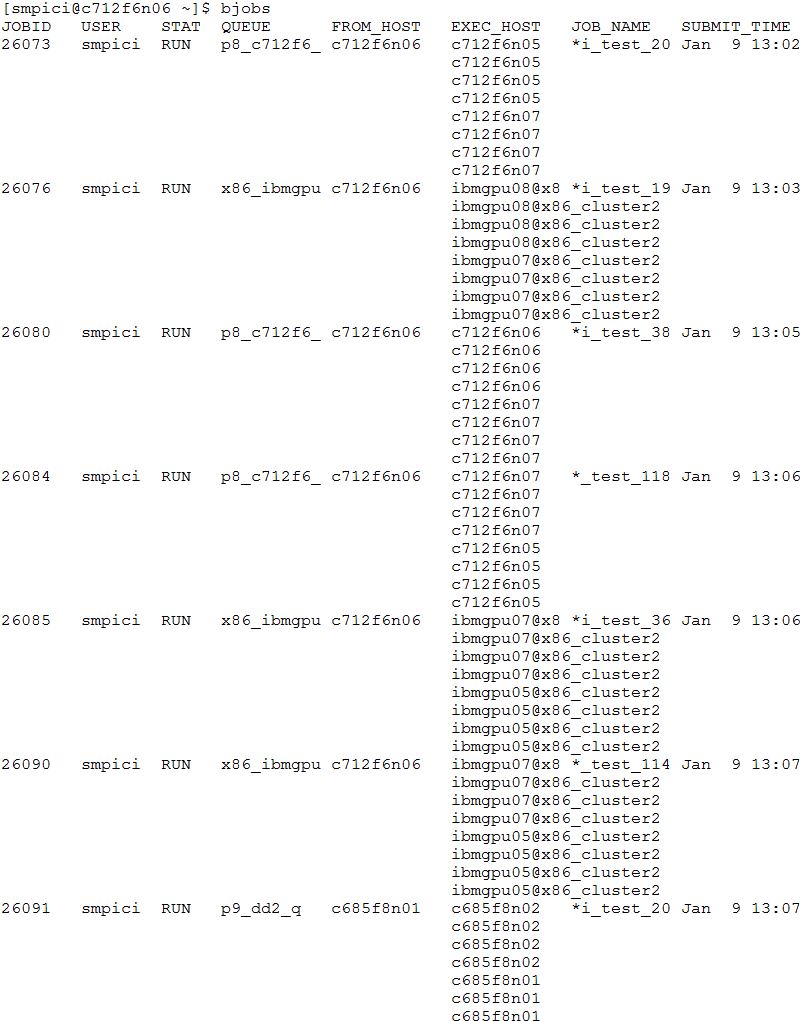 [smpici@c712f6n06 ~]$ bjobs
JOBID   USER    STAT  QUEUE      FROM_HOST   EXEC_HOST   JOB_NAME   SUBMIT_TIME
26073   smpici  RUN   p8_c712f6_ c712f6n06   c712f6n05   *i_test_20 Jan  9 13:02
                                             c712f6n05
                                             c712f6n05
                                             c712f6n05
                                             c712f6n07
                                             c712f6n07
                                             c712f6n07
                                             c712f6n07
26076   smpici  RUN   x86_ibmgpu c712f6n06   ibmgpu08@x8 *i_test_19 Jan  9 13:03
                                             ibmgpu08@x86_cluster2
                                             ibmgpu08@x86_cluster2
                                             ibmgpu08@x86_cluster2
                                             ibmgpu07@x86_cluster2
                                             ibmgpu07@x86_cluster2
                                             ibmgpu07@x86_cluster2
                                             ibmgpu07@x86_cluster2
26080   smpici  RUN   p8_c712f6_ c712f6n06   c712f6n06   *i_test_38 Jan  9 13:05
                                             c712f6n06
                                             c712f6n06
                                             c712f6n06
                                             c712f6n07
                                             c712f6n07
                                             c712f6n07
                                             c712f6n07
26084   smpici  RUN   p8_c712f6_ c712f6n06   c712f6n07   *_test_118 Jan  9 13:06
                                             c712f6n07
                                             c712f6n07
                                             c712f6n07
                                             c712f6n05
                                             c712f6n05
                                             c712f6n05
                                             c712f6n05
26085   smpici  RUN   x86_ibmgpu c712f6n06   ibmgpu07@x8 *i_test_36 Jan  9 13:06
                                             ibmgpu07@x86_cluster2
                                             ibmgpu07@x86_cluster2
                                             ibmgpu07@x86_cluster2
                                             ibmgpu05@x86_cluster2
                                             ibmgpu05@x86_cluster2
                                             ibmgpu05@x86_cluster2
                                             ibmgpu05@x86_cluster2
26090   smpici  RUN   x86_ibmgpu c712f6n06   ibmgpu07@x8 *_test_114 Jan  9 13:07
                                             ibmgpu07@x86_cluster2
                                             ibmgpu07@x86_cluster2
                                             ibmgpu07@x86_cluster2
                                             ibmgpu05@x86_cluster2
                                             ibmgpu05@x86_cluster2
                                             ibmgpu05@x86_cluster2
                                             ibmgpu05@x86_cluster2
26091   smpici  RUN   p9_dd2_q   c685f8n01   c685f8n02   *i_test_20 Jan  9 13:07
                                             c685f8n02
                                             c685f8n02
                                             c685f8n02
                                             c685f8n01
                                             c685f8n01
                                             c685f8n01